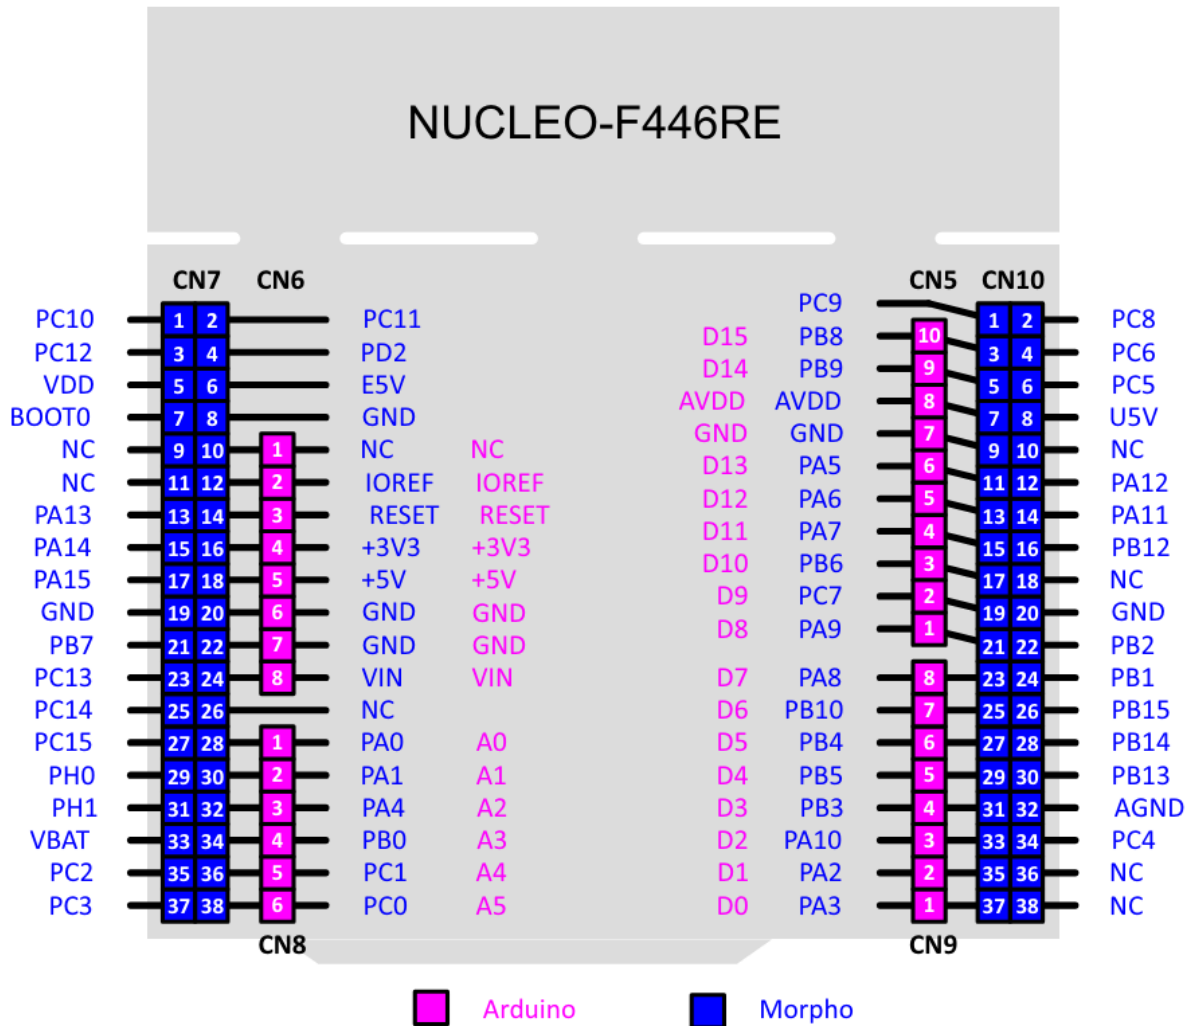 NUCLEO-F446RE
CN7 CN6 CN5 CN10
PC9
PC10 1 2 PC11 1 2 PC8
D15 PB8 10
PC12 3 4 PD2 3 4 PC6
D14 PB9 9
VDD 5 6 E5V 5 6 PC5
AVDD AVDD 8
BOOT0 7 8 GND 7 8 U5V
GND GND 7
NC 9 10 1 NC NC 9 10 NC
D13 PA5 6
NC 11 12 2 IOREF IOREF 11 12 PA12
D12 PA6 5
PA13 13 14 3 RESET RESET 13 14 PA11
D11 PA7 4
PA14 15 16 4 +3V3 +3V3 15 16 PB12
D10 PB6 3
PA15 17 18 5 +5V +5V 17 18 NC
D9 PC7 2
GND 19 20 6 GND GND 19 20 GND
D8 PA9 1
PB7 21 22 7 GND GND 21 22 PB2
PC13 23 24 8 VIN VIN D7 PA8 8 23 24 PB1
PC14 25 26 NC D6 PB10 7 25 26 PB15
PC15 27 28 1 PA0 A0 D5 PB4 6 27 28 PB14
PH0 29 30 2 PA1 A1 D4 PB5 5 29 30 PB13
PH1 31 32 3 PA4 A2 D3 PB3 4 31 32 AGND
VBAT 33 34 4 PB0 A3 D2 PA10 3 33 34 PC4
PC2 35 36 5 PC1 A4 D1 PA2 2 35 36 NC
PC3 37 38 6 PC0 A5 D0 PA3 1 37 38 NC
CN8 CN9
Arduino Morpho